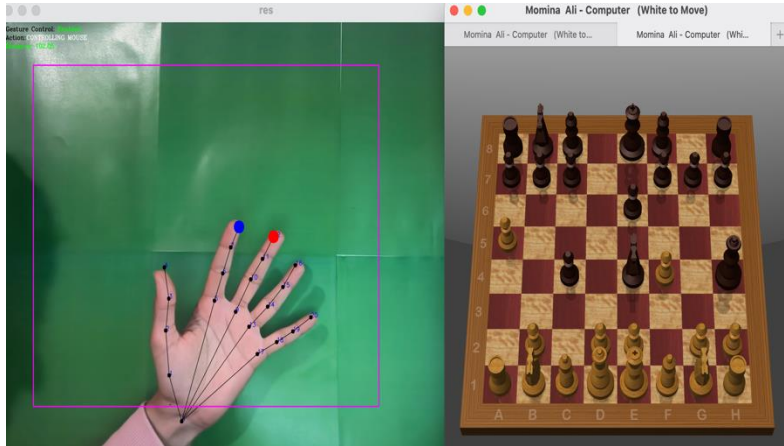 res
Gesture Control:
Action: CONTROLLING MOUSE
Momina Ali - Computer (White to Move)
Momina Ali - Computer (White to...
Momina Ali - Computer (Whi...
+
8
7
6
5
4
3
2
1
A B C D E F G H